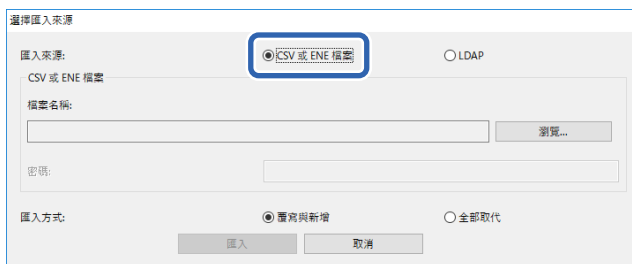 選擇匯入來源
匯入來源: CSV 或 ENE 檔案 LDAP
CSV 或 ENE 檔案
檔案名稱:
瀏覽...
密碼:
匯入方式: 覆寫與新增 全部取代
匯入 取消